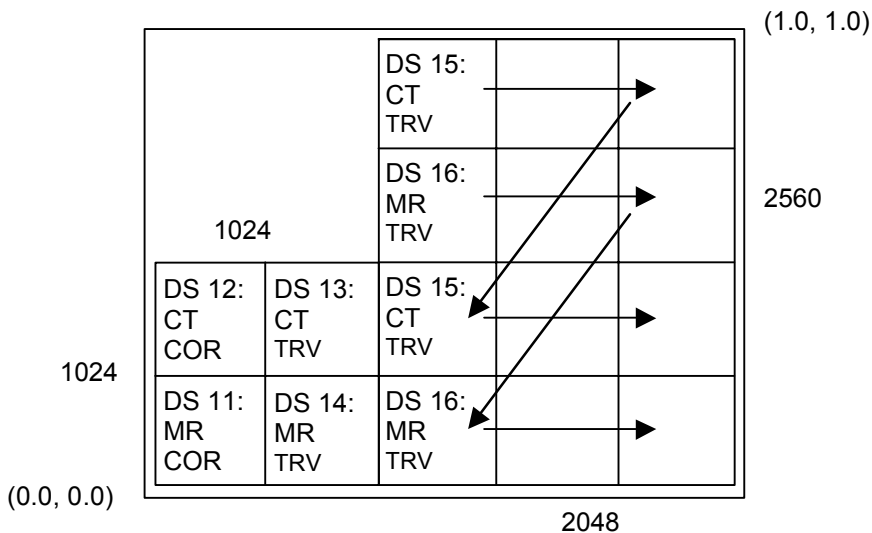 (1.0, 1.0)
DS 15:
CT
TRV
DS 16:
MR
TRV
2560
1024
DS 12:
CT
COR
DS 13:
CT
TRV
DS 15:
CT
TRV
1024
DS 11:
MR
COR
DS 14:
MR
TRV
DS 16:
MR
TRV
(0.0, 0.0)
2048